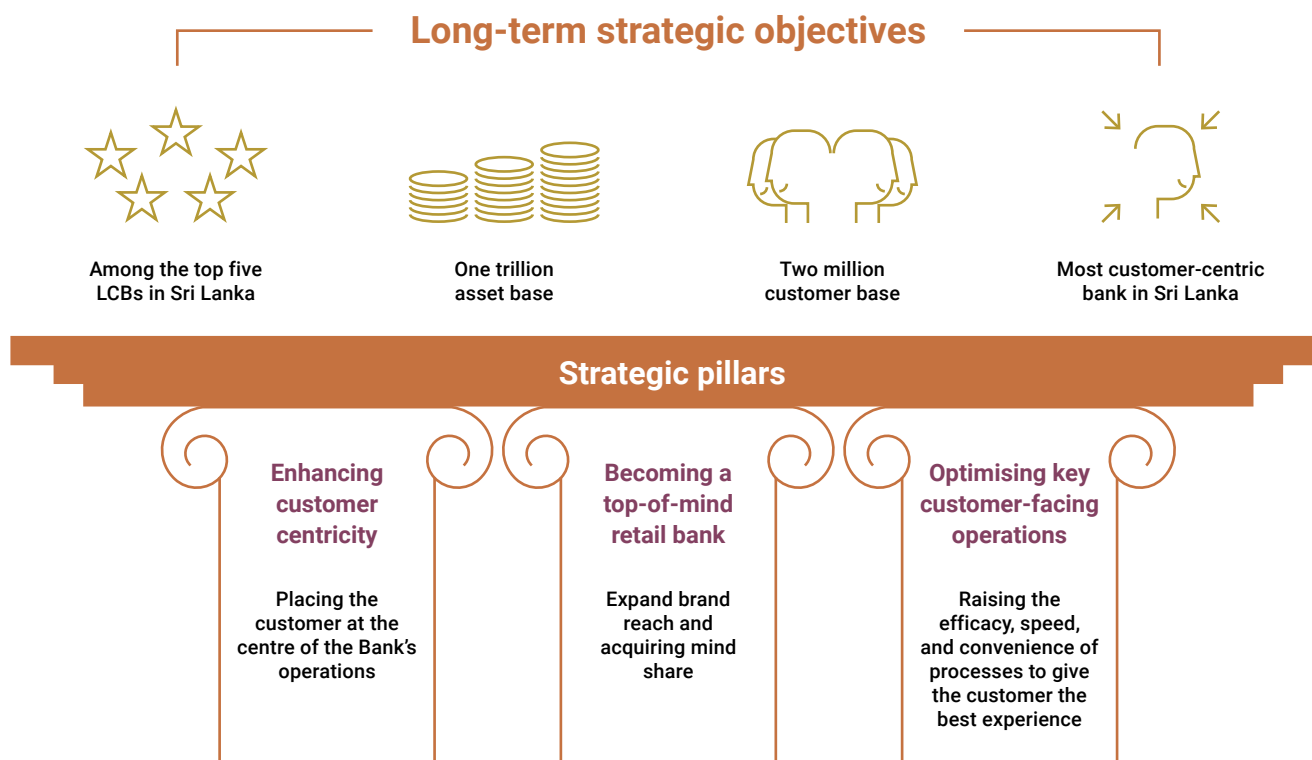 Long-term strategic objectives
Among the top five
LCBs in Sri Lanka
One trillion
asset base
Two million
customer base
Most customer-centric
bank in Sri Lanka
Strategic pillars
Enhancing
customer
centricity
Placing the
customer at the
centre of the Bank’s
operations
Becoming a
top-of-mind
retail bank
Expand brand
reach and
acquiring mind
share
Optimising key
customer-facing
operations
Raising the
efficacy, speed,
and convenience of
processes to give
the customer the
best experience